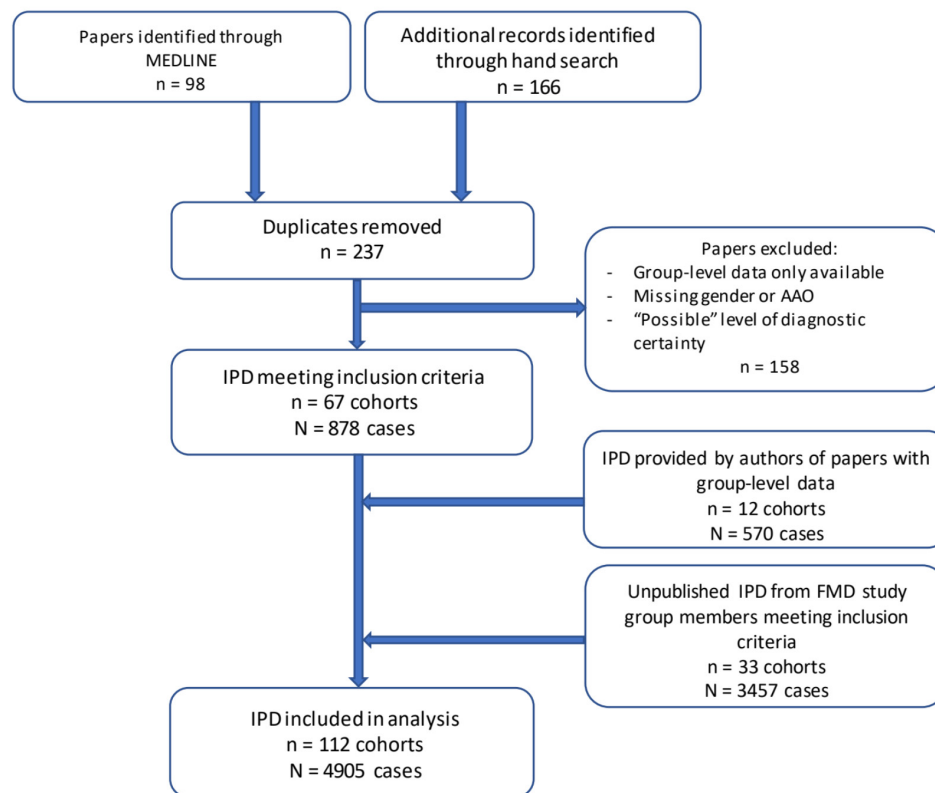 Papers identified through
MEDLINE
n = 98
Additional records identified
through hand search
n = 166
Duplicates removed
n = 237
Papers excluded:
- Group-level data only available
- Missing gender or AAO
- “Possible” level of diagnostic
certainty
n = 158
IPD meeting inclusion criteria
n = 67 cohorts
N = 878 cases
IPD provided by authors of papers with
group-level data
n = 12 cohorts
N = 570 cases
Unpublished IPD from FMD study
group members meeting inclusion
criteria
n = 33 cohorts
N = 3457 cases
IPD included in analysis
n = 112 cohorts
N = 4905 cases